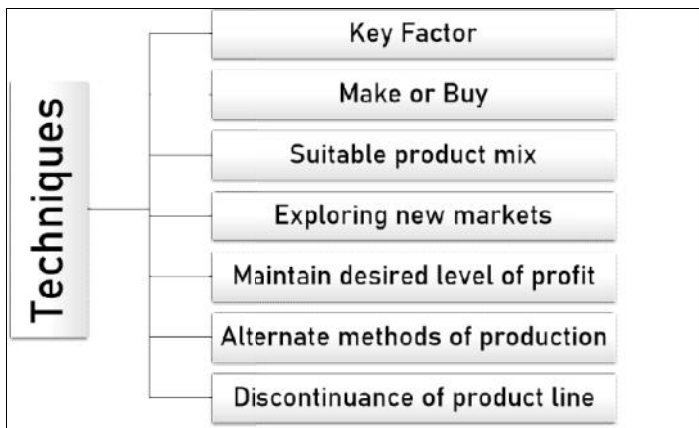 Techniques
Key Factor
Make or Buy
Suitable product mix
Exploring new markets
Maintain desired level of profit
Alternate methods of production
Discontinuance of product line